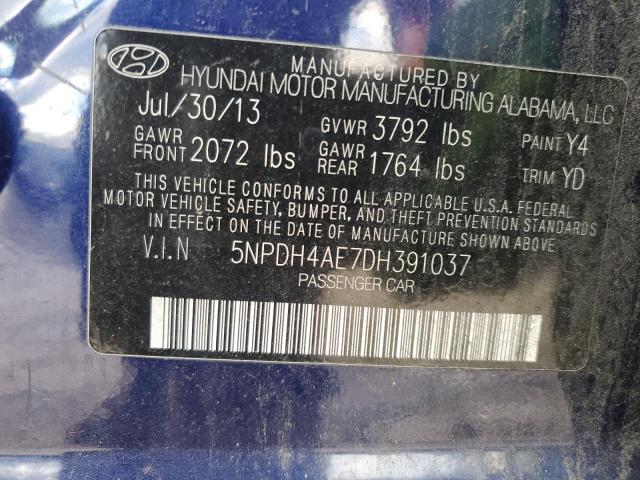 MANUFACTURED BY
HYUNDAI MOTOR MANUFACTURING ALABAMA, LLC
Jul/30/13 GVWR 3792 lbs PAINT Y4
GAWR FRONT 2072 lbs GAWR REAR 1764 lbs TRIM YD
THIS VEHICLE CONFORMS TO ALL APPLICABLE U.S.A. FEDERAL
MOTOR VEHICLE SAFETY, BUMPER, AND THEFT PREVENTION STANDARDS
IN EFFECT ON THE DATE OF MANUFACTURE SHOWN ABOVE.
V.I.N 5NPDH4AE7DH391037
PASSENGER CAR